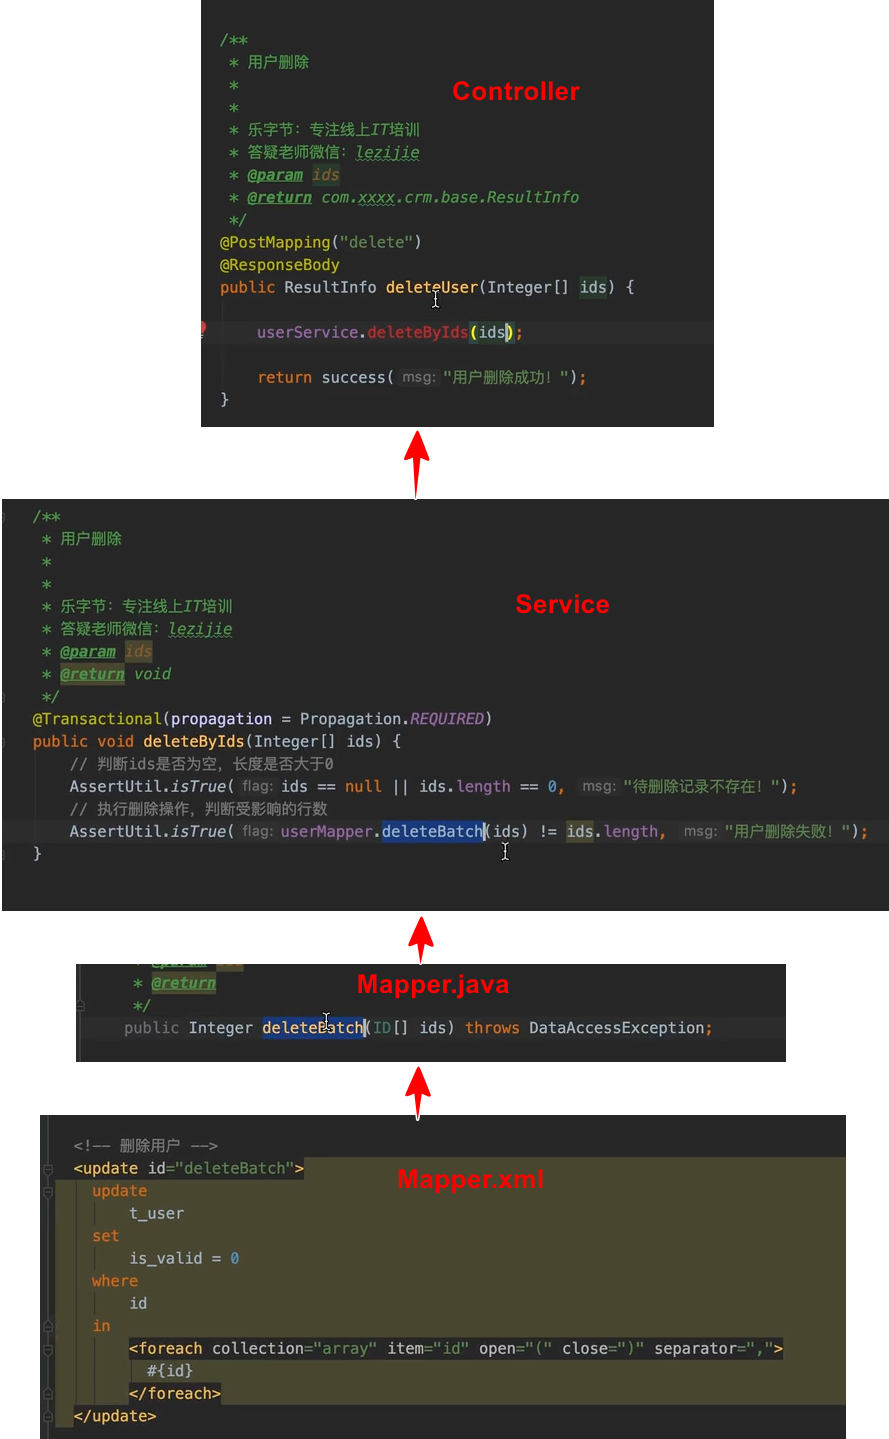 /**
* 用户删除
*
*
* 乐字节：专注线上IT培训
* 答疑老师微信：lezijie
* @param ids
* @return com.xxxx.crm.base.ResultInfo
*/
Controller
@PostMapping("delete")
@ResponseBody
public ResultInfo deleteUser(Integer[] ids) {
userService.deleteByIds(ids);
return success( msg: "用户删除成功！");
}
/**
* 用户删除
*
*
* 乐字节：专注线上IT培训
* 答疑老师微信：lezijie
* @param ids
* @return void
*/
Service
@Transactional(propagation = Propagation.REQUIRED)
public void deleteByIds(Integer[] ids) {
// 判断ids是否为空，长度是否大于0
AssertUtil.isTrue( flag: ids == null || ids.length == 0, msg: "待删除记录不存在！");
// 执行删除操作，判断受影响的行数
AssertUtil.isTrue( flag: userMapper.deleteBatch(ids) != ids.length, msg: "用户删除失败！");
}
Mapper.java
* @return
*/
public Integer deleteBatch(ID[] ids) throws DataAccessException;
<!-- 删除用户 -->
<update id="deleteBatch">
Mapper.xml
update
t_user
set
is_valid = 0
where
id
in
<foreach collection="array" item="id" open="(" close=")" separator=",">
#{id}
</foreach>
</update>